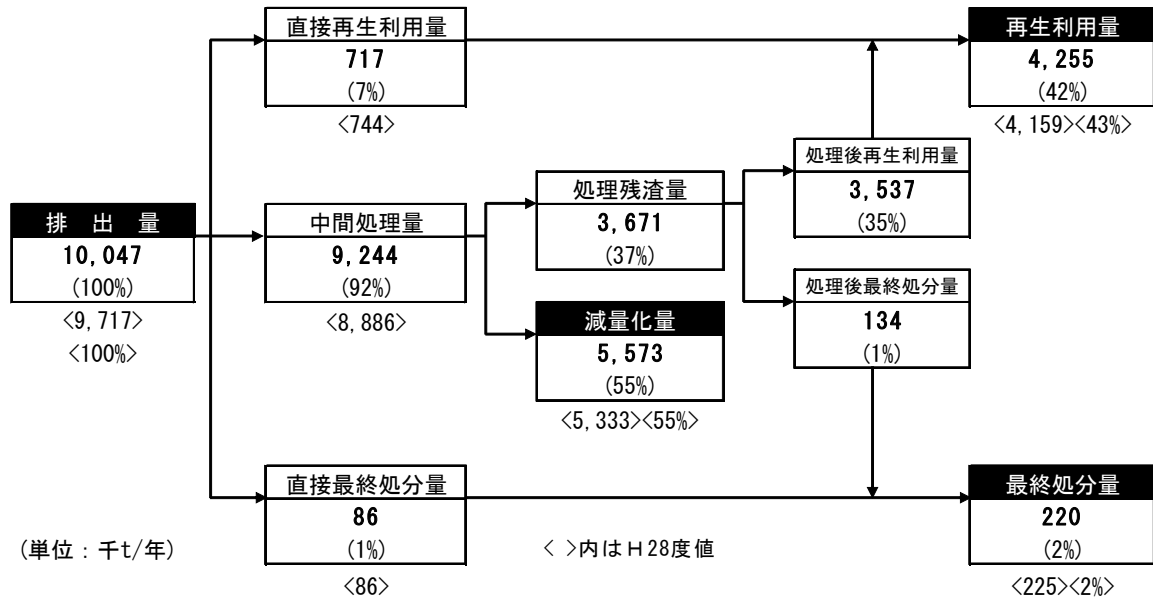 直接再生利用量
717
(7%)
<744>
再生利用量
4,255
(42%)
<4,159><43%>
処理後再生利用量
3,537
(35%)
処理残渣量
3,671
(37%)
排 出 量
10,047
(100%)
<9,717>
<100%>
中間処理量
9,244
(92%)
<8,886>
処理後最終処分量
134
(1%)
減量化量
5,573
(55%)
<5,333><55%>
直接最終処分量
86
(1%)
<86>
最終処分量
220
(2%)
<225><2%>
(単位:千t/年)
< >内はH28度値